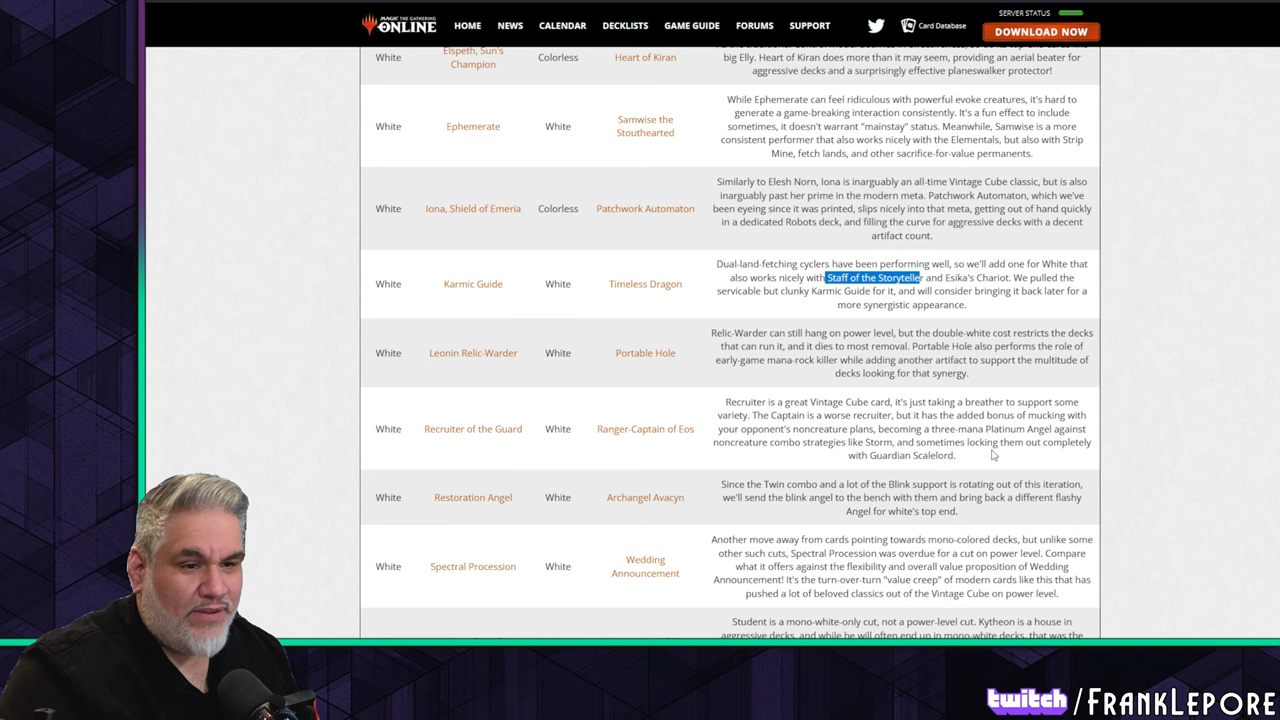 MAGIC THE GATHERING
ONLINE
HOME NEWS CALENDAR DECKLISTS GAME GUIDE FORUMS SUPPORT
Card Database
SERVER STATUS
DOWNLOAD NOW
White
Elspeth, Sun's
Champion
Colorless
Heart of Kiran
big Elly. Heart of Kiran does more than it may seem, providing an aerial beater for
aggressive decks and a surprisingly effective planeswalker protector!
White
Ephemerate
White
Samwise the
Stouthearted
While Ephemerate can feel ridiculous with powerful evoke creatures, it's hard to
generate a game-breaking interaction consistently. It's a fun effect to include
sometimes, it doesn't warrant "mainstay" status. Meanwhile, Samwise is a more
consistent performer that also works nicely with the Elementals, but also with Strip
Mine, fetch lands, and other sacrifice-for-value permanents.
White
Iona, Shield of Emeria
Colorless
Patchwork Automaton
Similarly to Elesh Norn, Iona is inarguably an all-time Vintage Cube classic, but is also
inarguably past her prime in the modern meta. Patchwork Automaton, which we've
been eyeing since it was printed, slips nicely into that meta, getting out of hand quickly
in a dedicated Robots deck, and filling the curve for aggressive decks with a decent
artifact count.
White
Karmic Guide
White
Timeless Dragon
Dual-land-fetching cyclers have been performing well, so we'll add one for White that
also works nicely with Staff of the Storyteller and Esika's Chariot. We pulled the
servicable but clunky Karmic Guide for it, and will consider bringing it back later for a
more synergistic appearance.
White
Leonin Relic-Warder
White
Portable Hole
Relic-Warder can still hang on power level, but the double-white cost restricts the decks
that can run it, and it dies to most removal. Portable Hole also performs the role of
early-game mana-rock killer while adding another artifact to support the multitude of
decks looking for that synergy.
White
Recruiter of the Guard
White
Ranger-Captain of Eos
Recruiter is a great Vintage Cube card, it's just taking a breather to support some
variety. The Captain is a worse recruiter, but it has the added bonus of mucking with
your opponent's noncreature plans, becoming a three-mana Platinum Angel against
noncreature combo strategies like Storm, and sometimes locking them out completely
with Guardian Scalelord.
White
Restoration Angel
White
Archangel Avacyn
Since the Twin combo and a lot of the Blink support is rotating out of this iteration,
we'll send the blink angel to the bench with them and bring back a different flashy
Angel for white's top end.
White
Spectral Procession
White
Wedding
Announcement
Another move away from cards pointing towards mono-colored decks, but unlike some
other such cuts, Spectral Procession was overdue for a cut on power level. Compare
what it offers against the flexibility and overall value proposition of Wedding
Announcement! It's the turn-over-turn "value creep" of modern cards like this that has
pushed a lot of beloved classics out of the Vintage Cube on power level.
Student is a mono-white-only cut, not a power-level cut. Kytheon is a house in
aggressive decks, and while he will often end up in mono-white decks, that was the
twitch/FRANKLEPORE